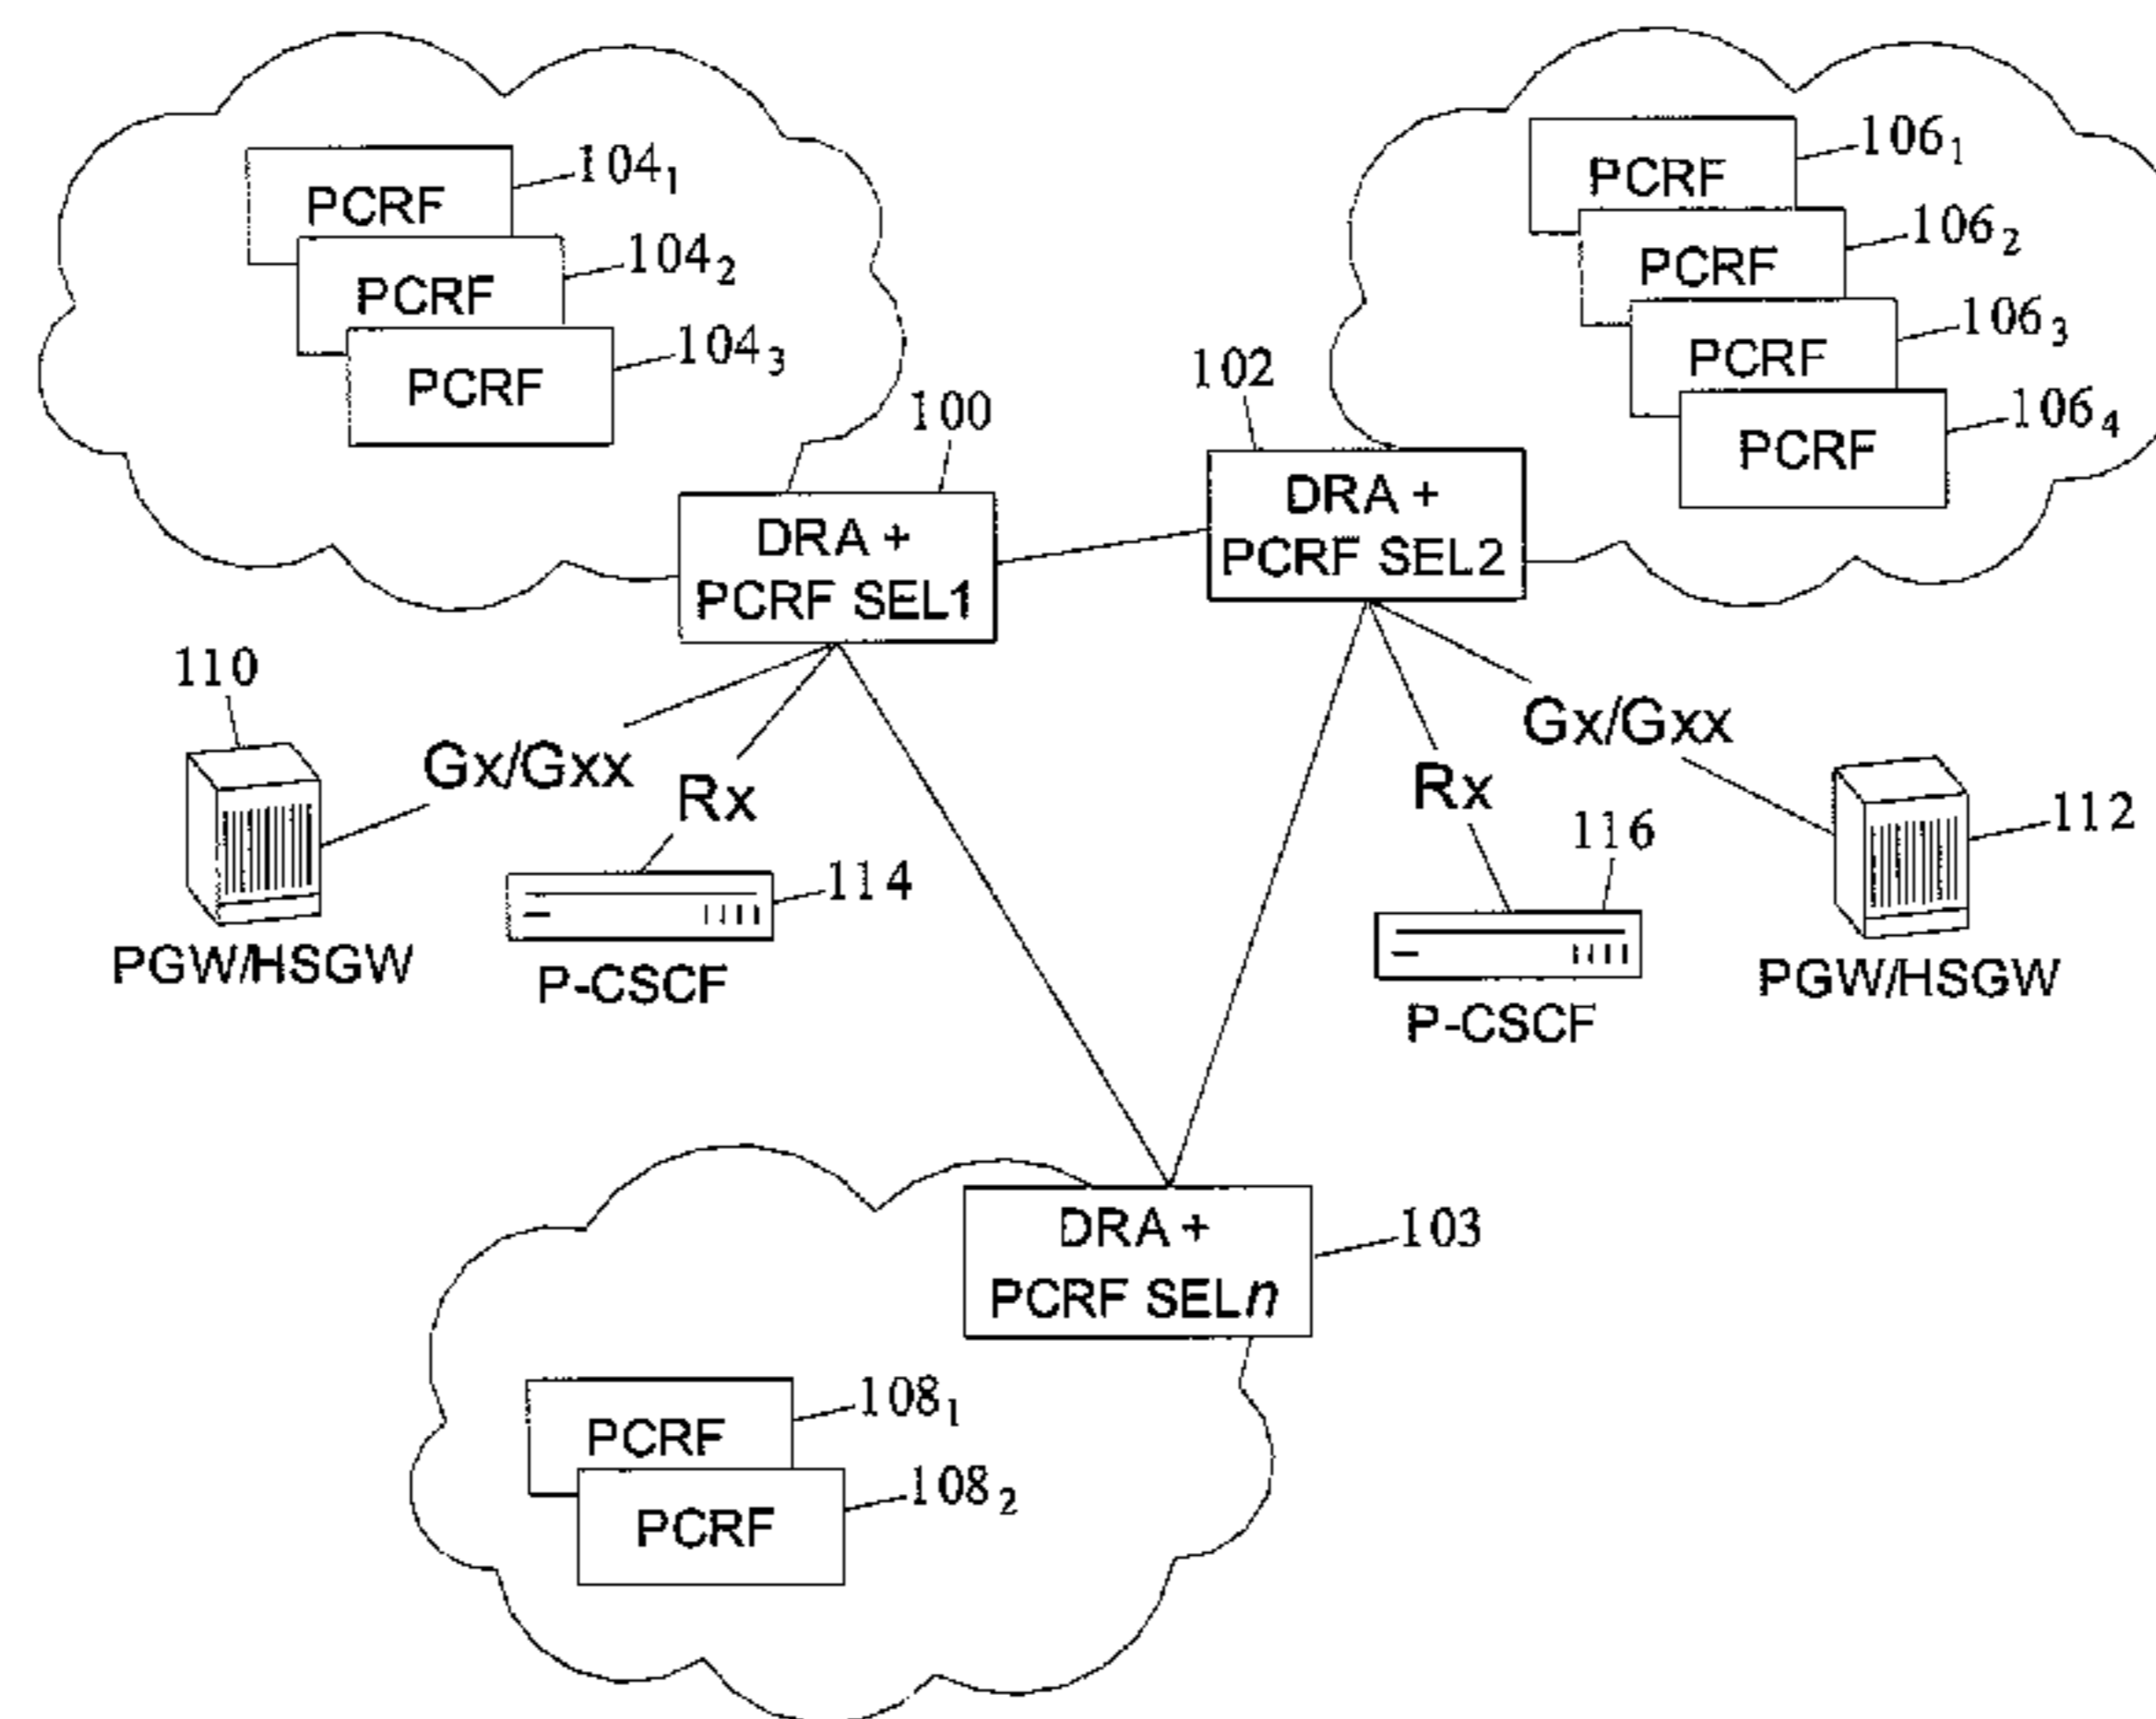 PCRF
104₁
PCRF
104₂
PCRF
104₃
100
DRA +
PCRF SEL1
PCRF
106₁
PCRF
106₂
PCRF
106₃
PCRF
106₄
102
DRA +
PCRF SEL2
110
Gx/Gxx
Rx
PGW/HSGW
114
P-CSCF
Gx/Gxx
Rx
116
112
P-CSCF
PGW/HSGW
DRA +
PCRF SELn
103
PCRF
108₁
PCRF
108₂